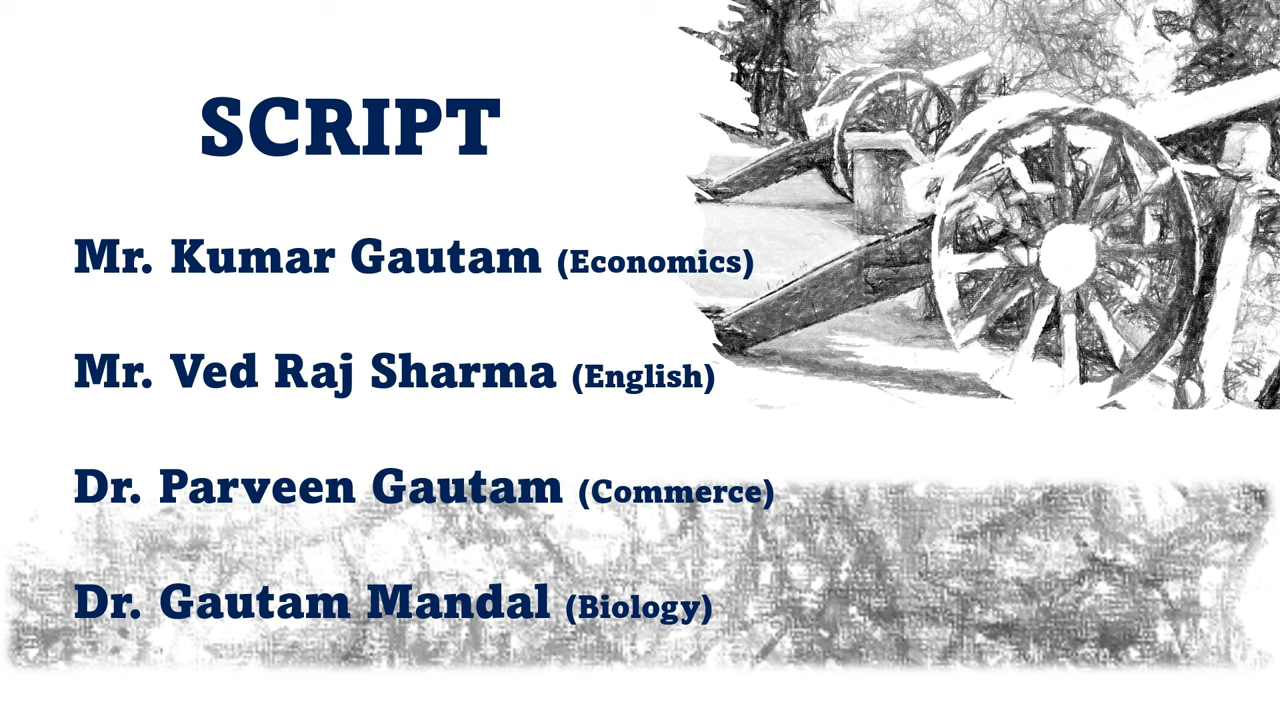 SCRIPT
Mr. Kumar Gautam (Economics)
Mr. Ved Raj Sharma (English)
Dr. Parveen Gautam (Commerce)
Dr. Gautam Mandal (Biology)